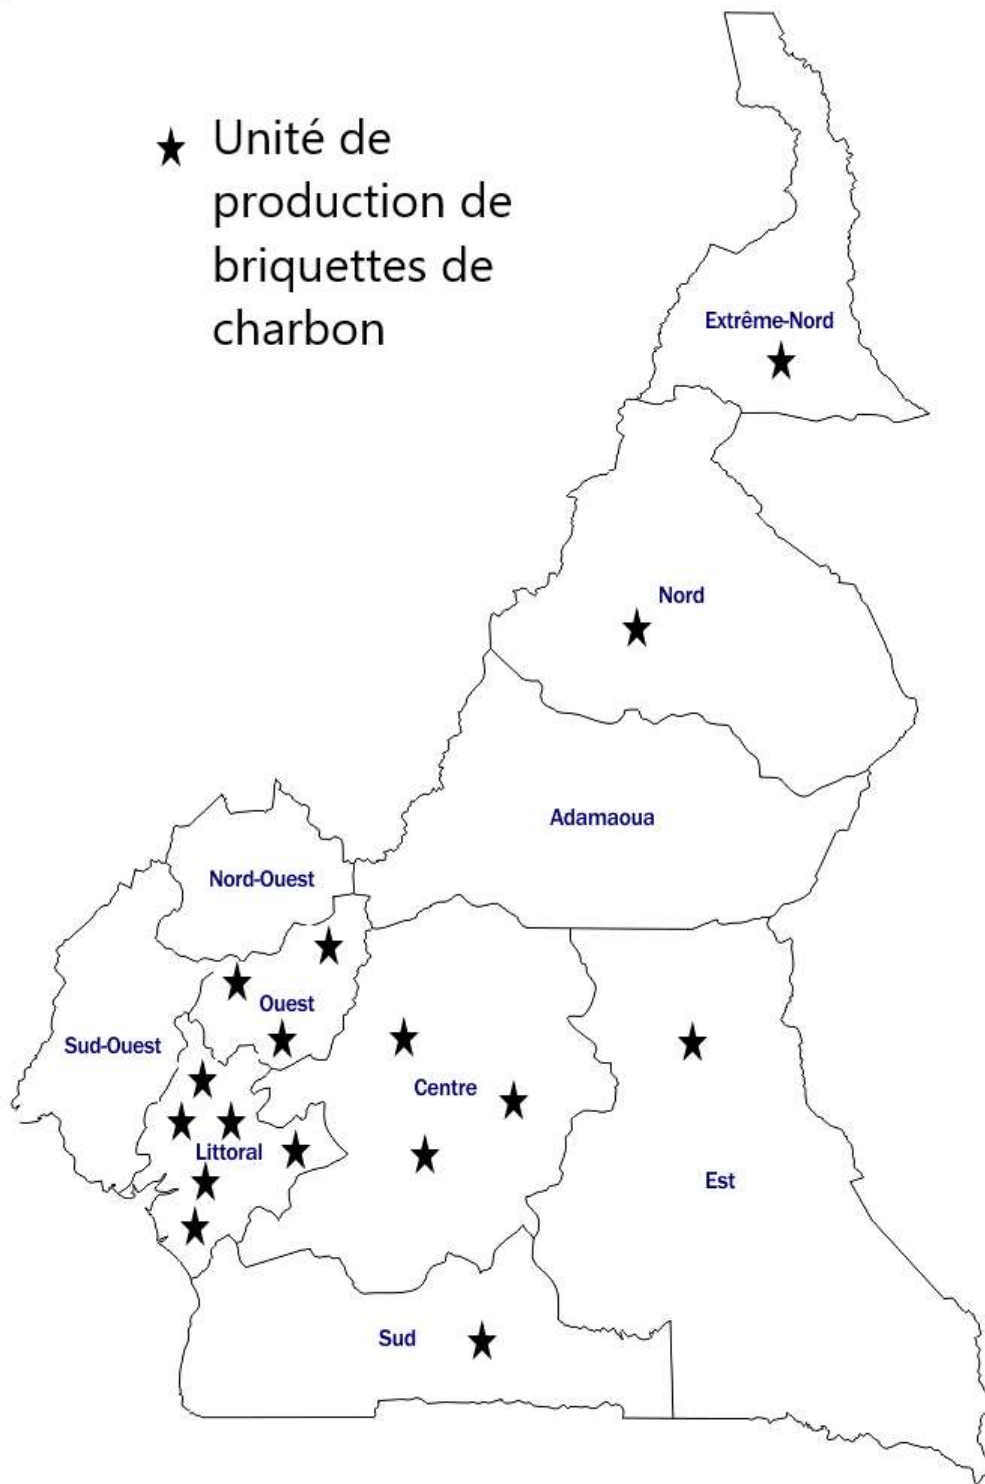 Unité de
production de
briquettes de
charbon
Extrême-Nord
Nord
Adamaoua
Nord-Ouest
Ouest
Sud-Ouest
Centre
Littoral
Est
Sud